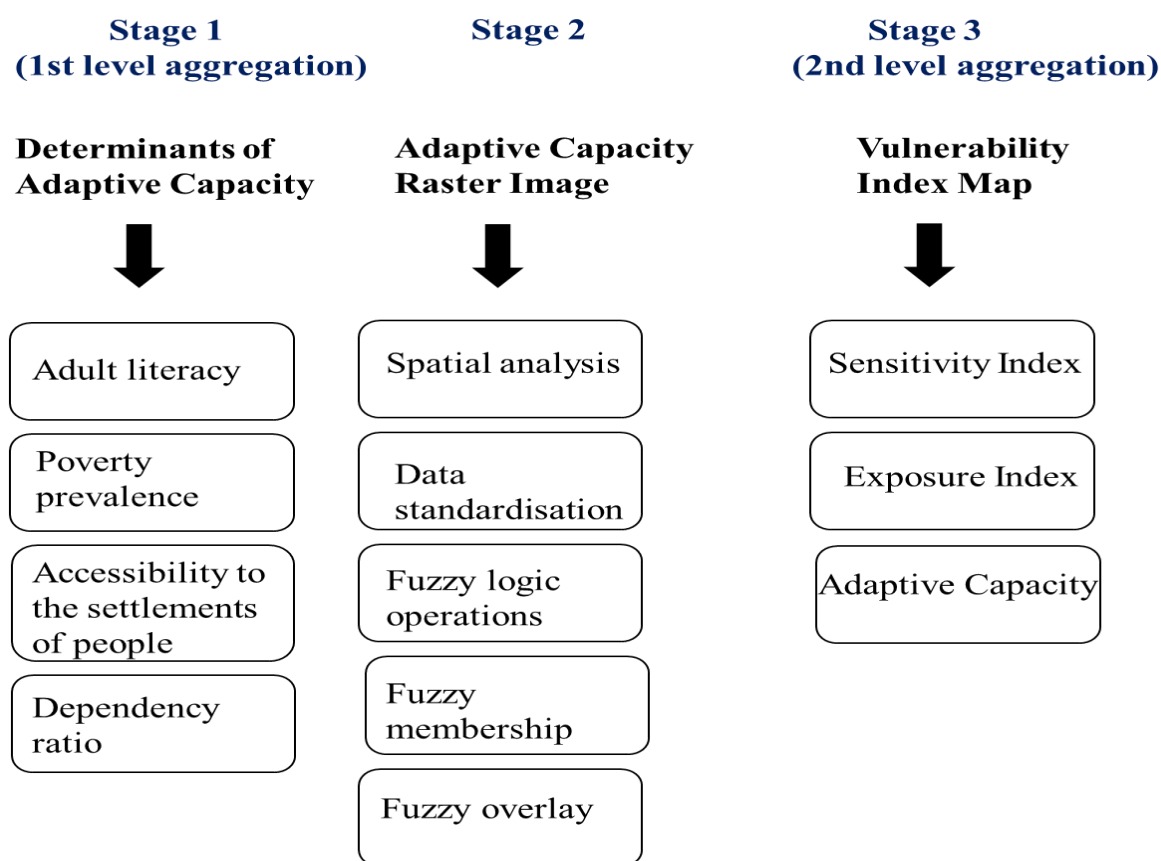 Stage 1
(1st level aggregation)
Determinants of
Adaptive Capacity
Adult literacy
Poverty
prevalence
Accessibility to
the settlements
of people
Dependency
ratio
Stage 2
Adaptive Capacity
Raster Image
Spatial analysis
Data
standardisation
Fuzzy logic
operations
Fuzzy
membership
Fuzzy overlay
Stage 3
(2nd level aggregation)
Vulnerability
Index Map
Sensitivity Index
Exposure Index
Adaptive Capacity